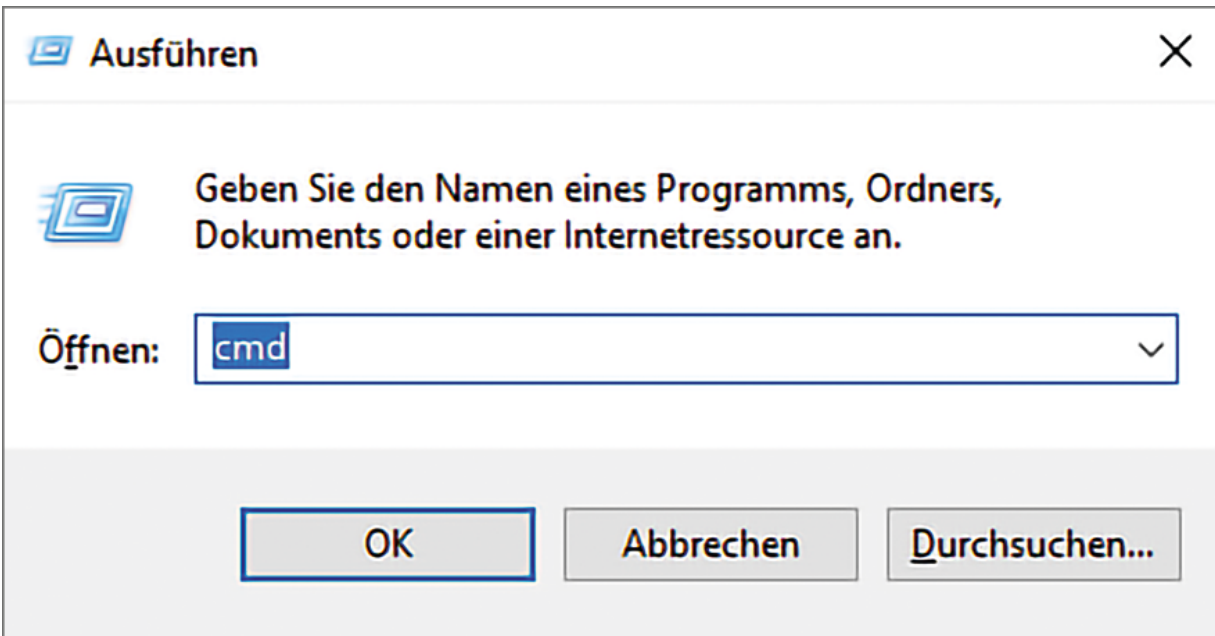 Ausführen
Geben Sie den Namen eines Programms, Ordners,
Dokuments oder einer Internetressource an.
Öffnen: cmd
OK Abbrechen Durchsuchen...